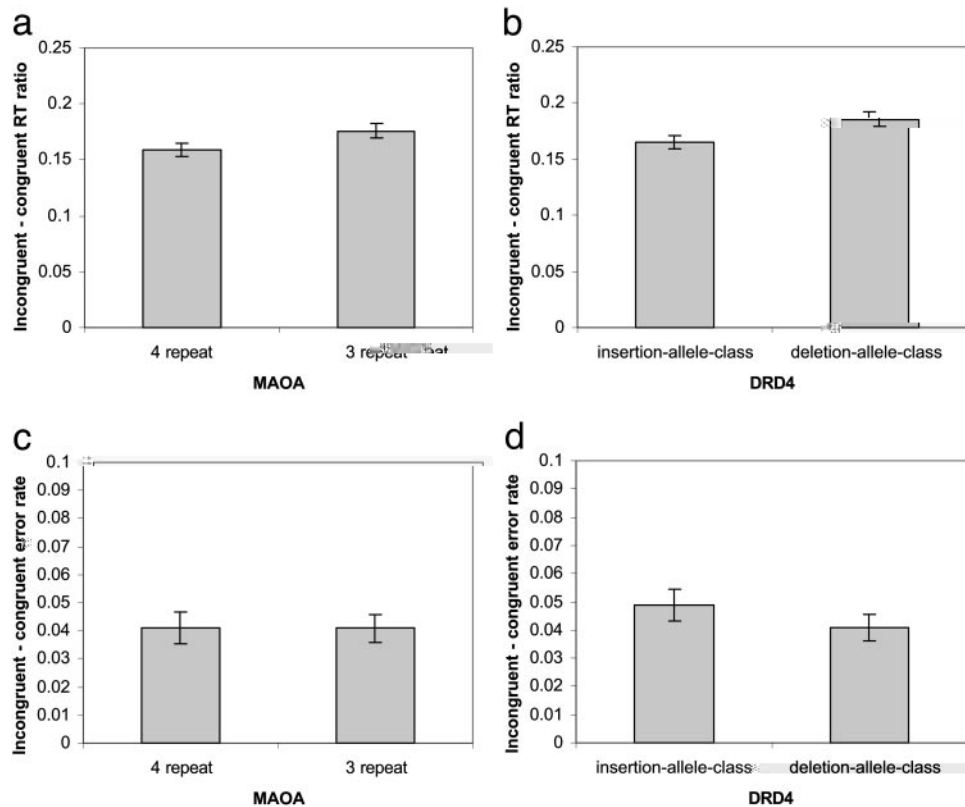 a
b
Incongruent - congruent RT ratio
0.25
0.2
0.15
0.1
0.05
0
4 repeat
3 repeat
MAOA
Incongruent - congruent RT ratio
0.25
0.2
0.15
0.1
0.05
0
insertion-allele-class
deletion-allele-class
DRD4
c
d
Incongruent - congruent error rate
0.1
0.09
0.08
0.07
0.06
0.05
0.04
0.03
0.02
0.01
0
4 repeat
3 repeat
MAOA
Incongruent - congruent error rate
0.1
0.09
0.08
0.07
0.06
0.05
0.04
0.03
0.02
0.01
0
insertion-allele-class
deletion-allele-class
DRD4